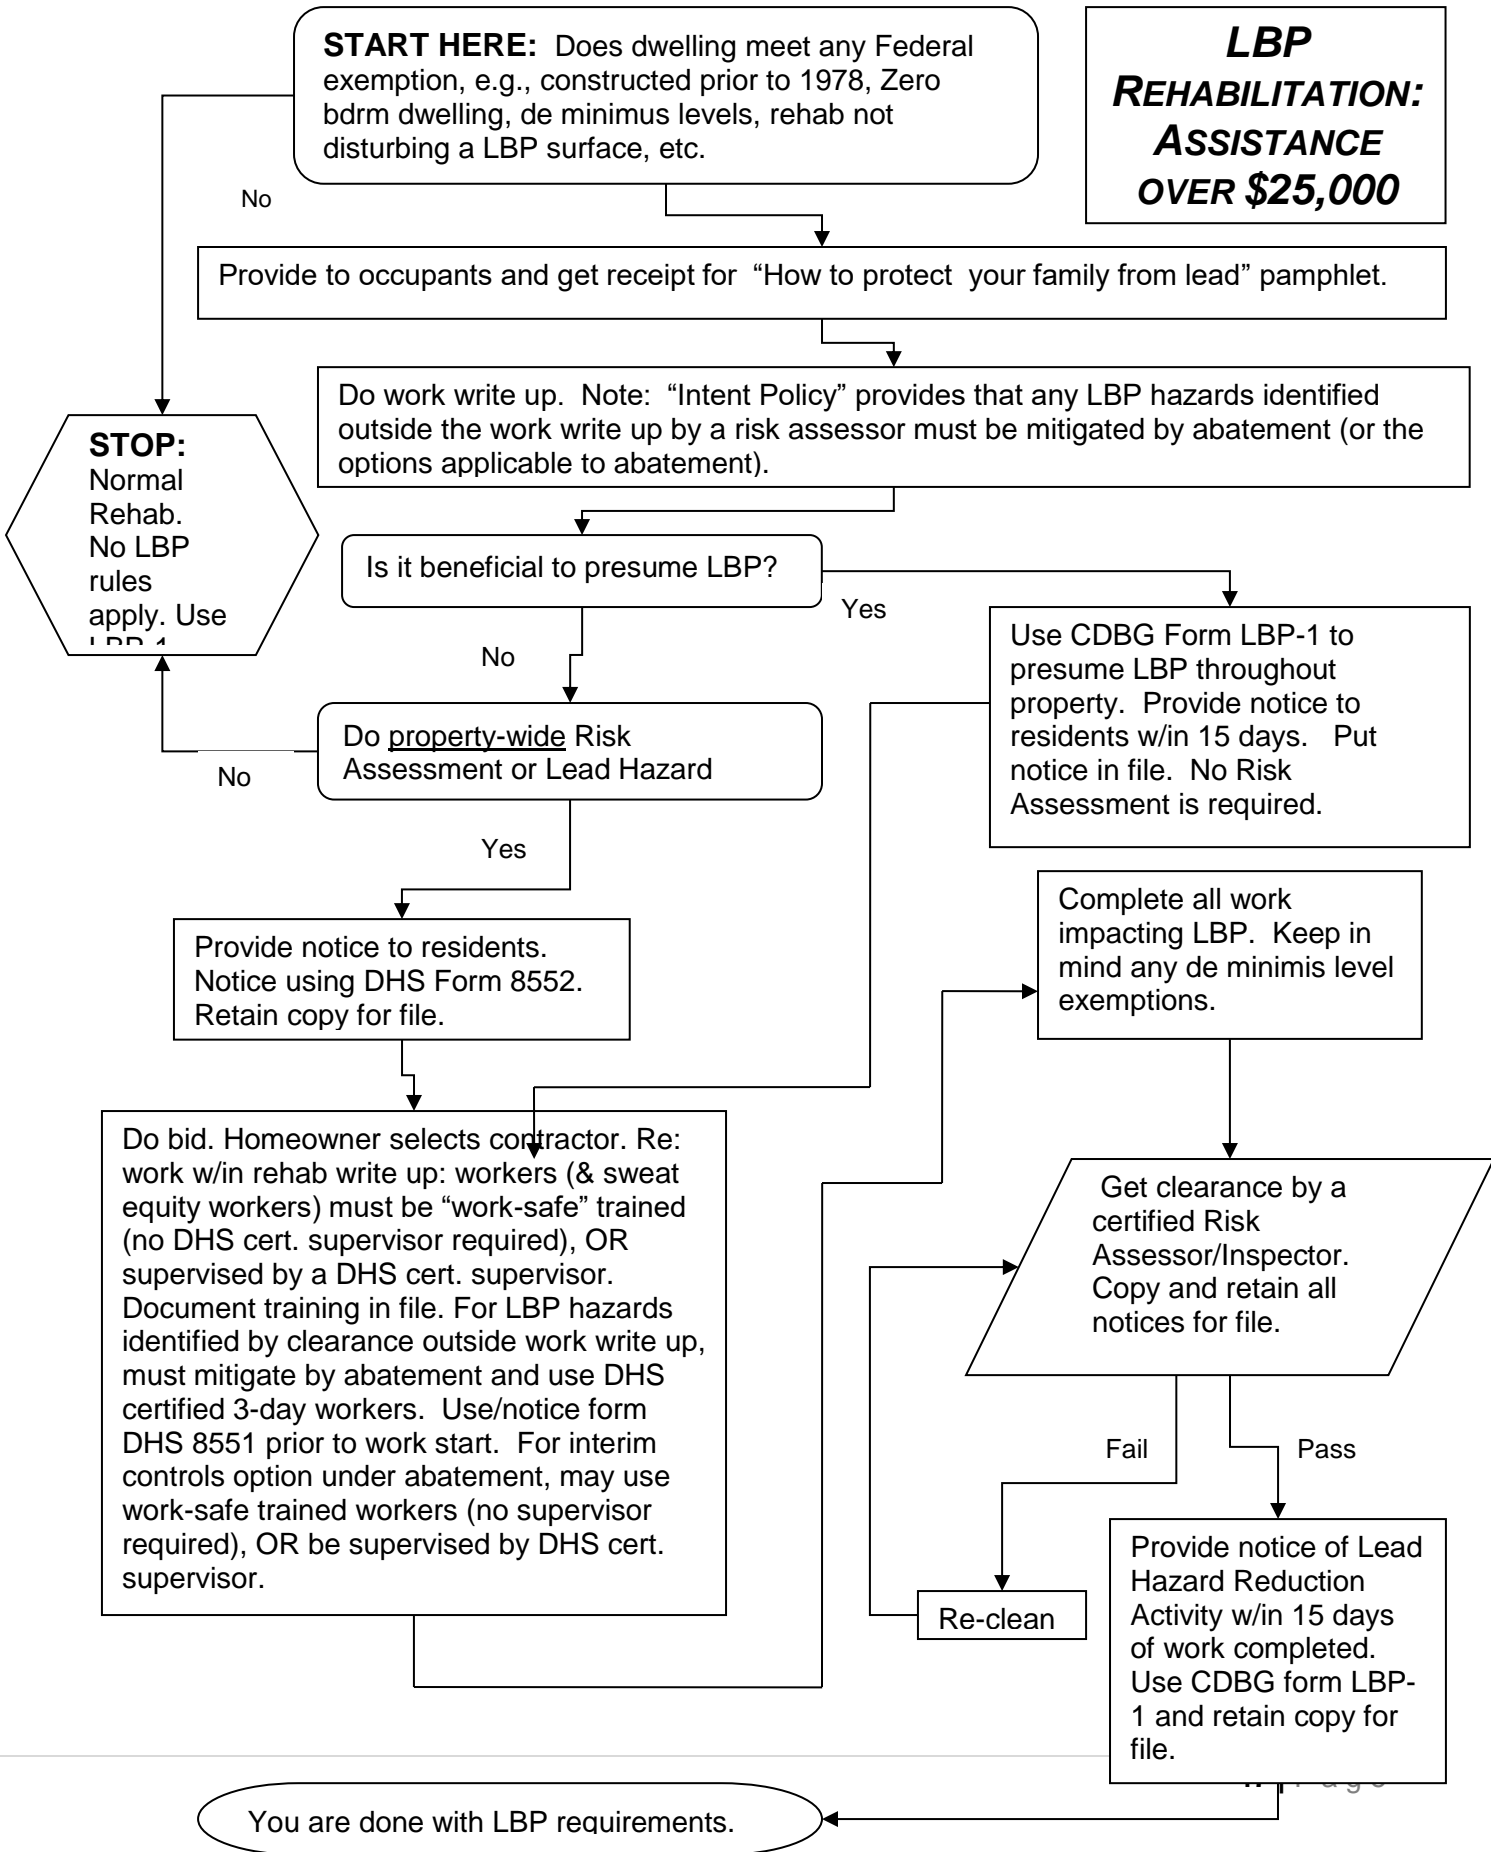 START HERE: Does dwelling meet any Federal
exemption, e.g., constructed prior to 1978, Zero
bdrm dwelling, de minimus levels, rehab not
disturbing a LBP surface, etc.
LBP
REHABILITATION:
ASSISTANCE
OVER $25,000
No
Provide to occupants and get receipt for “How to protect your family from lead” pamphlet.
Do work write up. Note: “Intent Policy” provides that any LBP hazards identified
outside the work write up by a risk assessor must be mitigated by abatement (or the
options applicable to abatement).
STOP:
Normal
Rehab.
No LBP
rules
apply. Use
Is it beneficial to presume LBP?
Yes
No
Use CDBG Form LBP-1 to
presume LBP throughout
property. Provide notice to
residents w/in 15 days. Put
notice in file. No Risk
Assessment is required.
Do property-wide Risk
Assessment or Lead Hazard
No
Yes
Provide notice to residents.
Notice using DHS Form 8552.
Retain copy for file.
Complete all work
impacting LBP. Keep in
mind any de minimis level
exemptions.
Do bid. Homeowner selects contractor. Re:
work w/in rehab write up: workers (& sweat
equity workers) must be “work-safe” trained
(no DHS cert. supervisor required), OR
supervised by a DHS cert. supervisor.
Document training in file. For LBP hazards
identified by clearance outside work write up,
must mitigate by abatement and use DHS
certified 3-day workers. Use/notice form
DHS 8551 prior to work start. For interim
controls option under abatement, may use
work-safe trained workers (no supervisor
required), OR be supervised by DHS cert.
supervisor.
Get clearance by a
certified Risk
Assessor/Inspector.
Copy and retain all
notices for file.
Fail
Pass
Re-clean
Provide notice of Lead
Hazard Reduction
Activity w/in 15 days
of work completed.
Use CDBG form LBP-
1 and retain copy for
file.
You are done with LBP requirements.